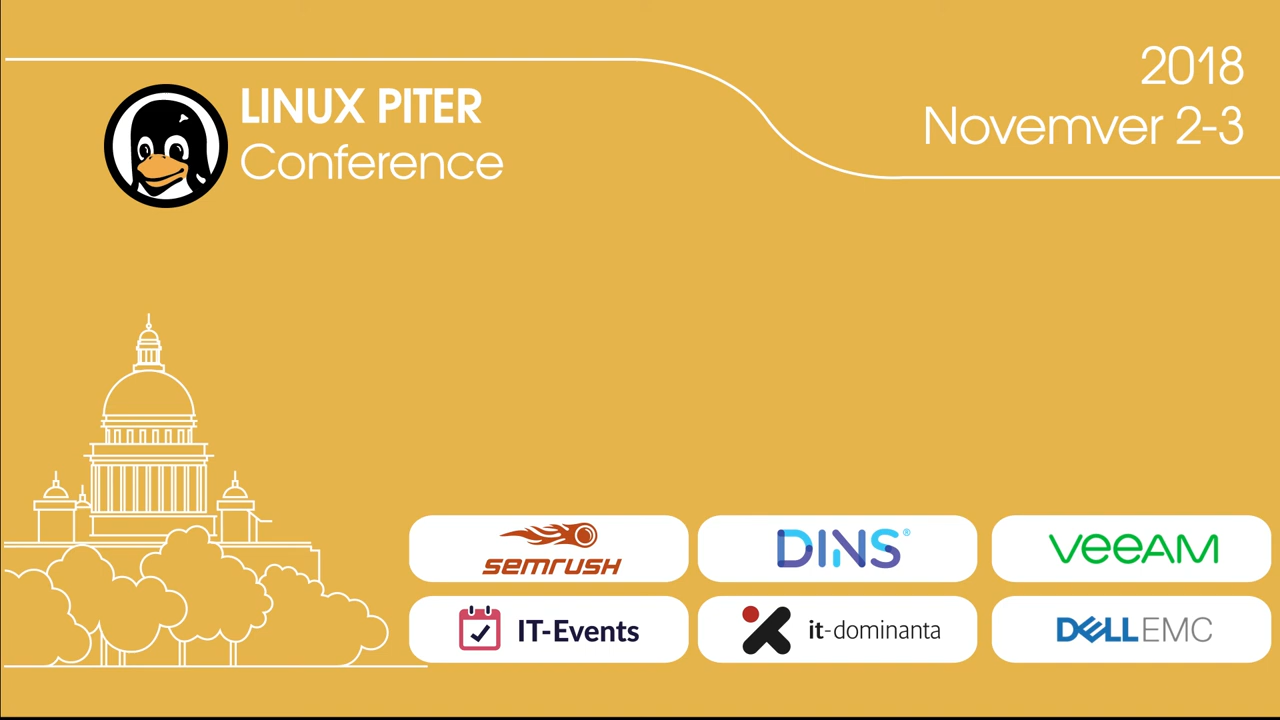 LINUX PITER
Conference
2018
Novemver 2-3
semrush
DINS®
veeam
IT-Events
it-dominanta
DELL EMC